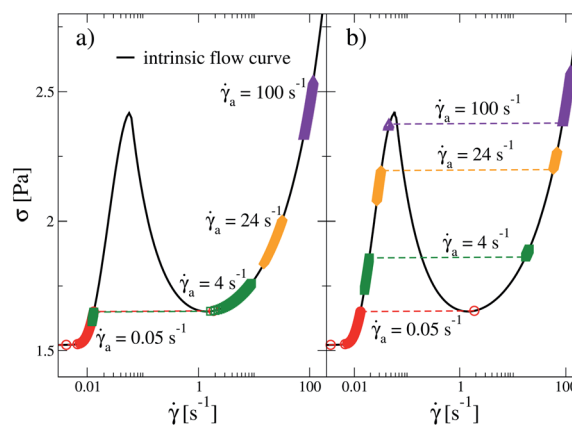 a)
intrinsic flow curve
γ̇ₐ = 100 s⁻¹
γ̇ₐ = 24 s⁻¹
γ̇ₐ = 4 s⁻¹
γ̇ₐ = 0.05 s⁻¹
σ [Pa]
2.5
2
1.5
0.01
1
100
γ̇ [s⁻¹]
b)
γ̇ₐ = 100 s⁻¹
γ̇ₐ = 24 s⁻¹
γ̇ₐ = 4 s⁻¹
γ̇ₐ = 0.05 s⁻¹
0.01
1
100
γ̇ [s⁻¹]